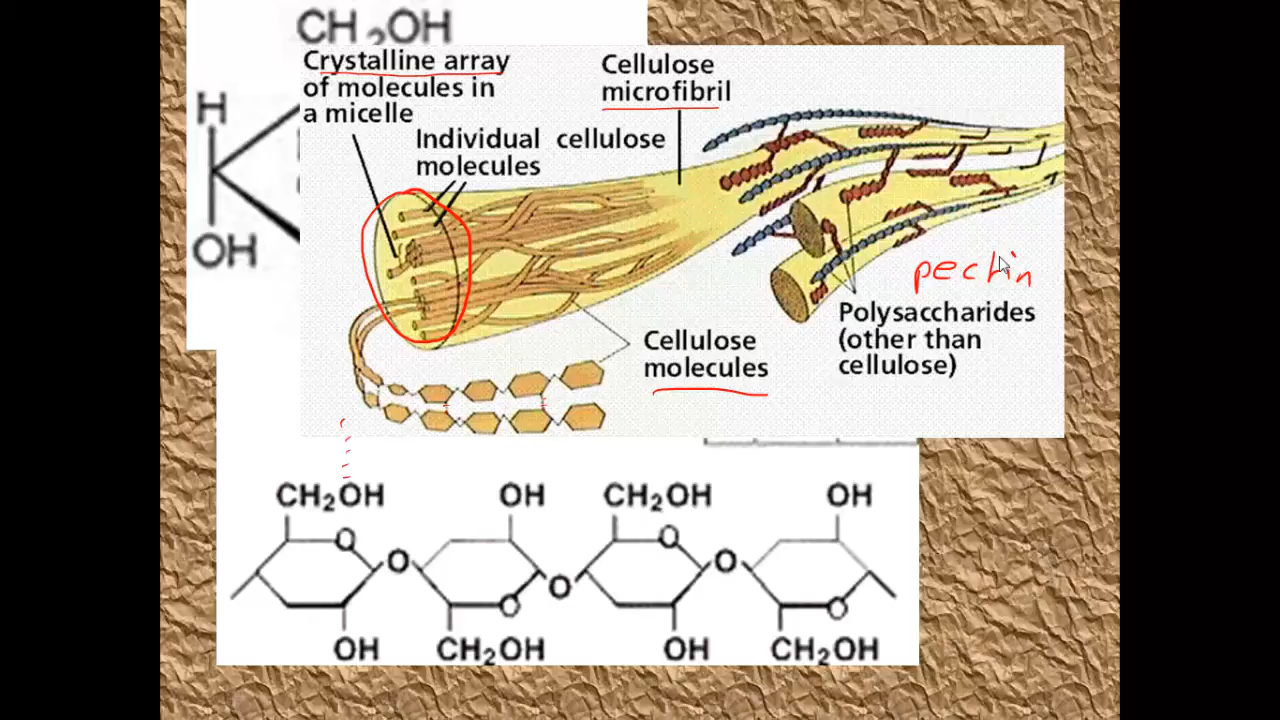 CH₂OH
H
OH
Crystalline array
of molecules in
a micelle
Individual cellulose
molecules
Cellulose
microfibril
pectin
Polysaccharides
(other than
cellulose)
Cellulose
molecules
CH₂OH OH CH₂OH OH
O O
O O O
O O
OH CH₂OH OH CH₂OH